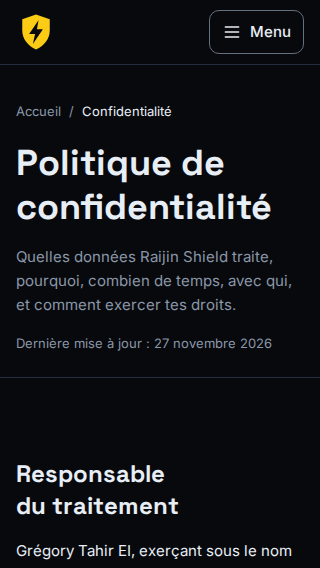 Menu
Accueil / Confidentialité
Politique de
confidentialité
Quelles données Raijin Shield traite,
pourquoi, combien de temps, avec qui,
et comment exercer tes droits.
Dernière mise à jour : 27 novembre 2026
Responsable
du traitement
Grégory Tahir EI, exerçant sous le nom